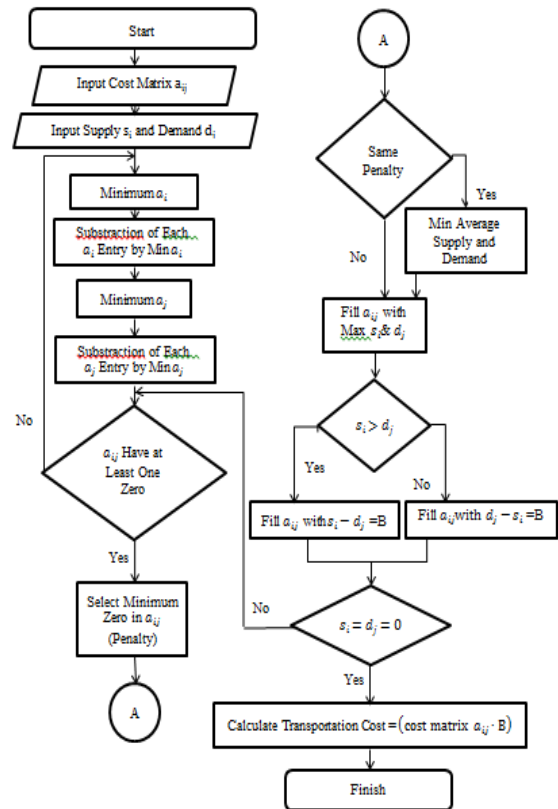 Start
Input Cost Matrix aij
Input Supply si and Demand di
Minimum ai
Substraction of Each
ai Entry by Min ai
Minimum aj
Substraction of Each
aj Entry by Min aj
No
aij Have at
Least One
Zero
Yes
Select Minimum
Zero in aij
(Penalty)
A
A
Same
Penalty
Yes
Min Average
Supply and
Demand
No
Fill aij with
Max si& dj
si > dj
Yes
No
Fill aij with si − dj =B
Fill aij with dj − si =B
No
si = dj = 0
Yes
Calculate Transportation Cost = (cost matrix aij · B)
Finish